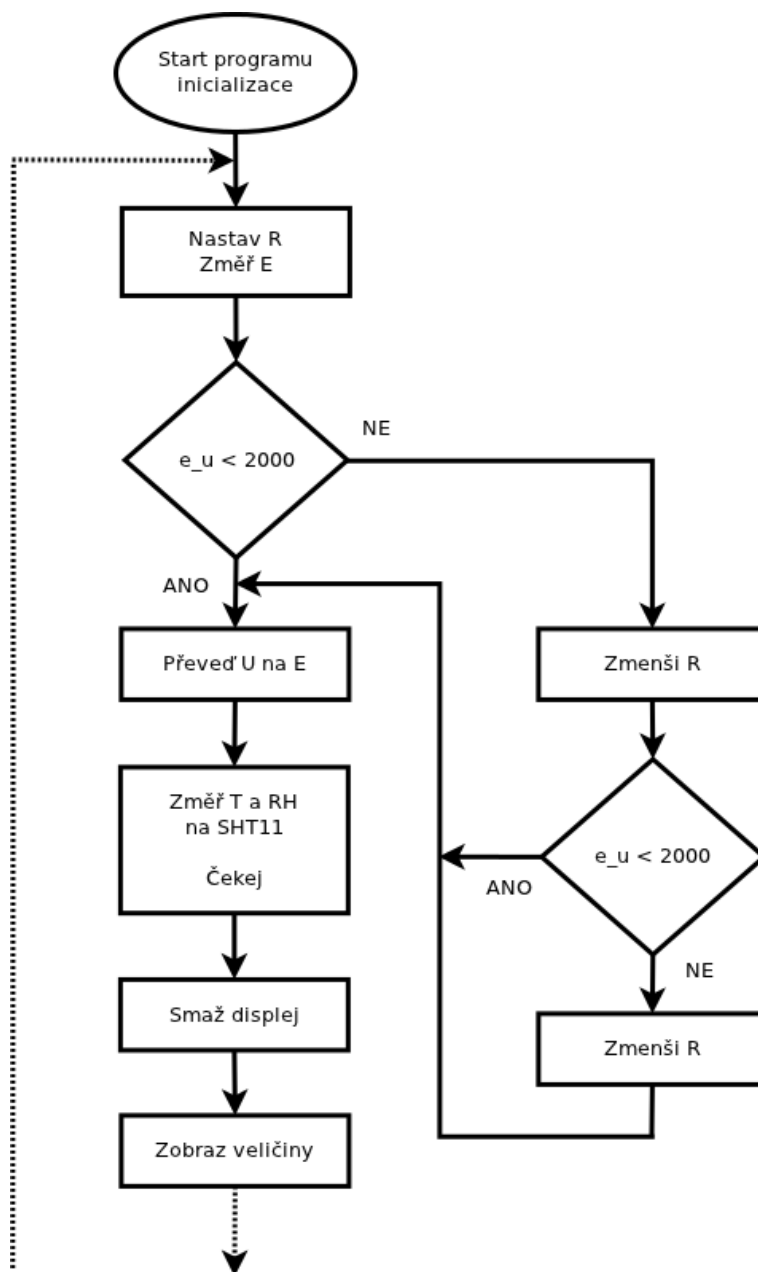 Start programu
inicializace
Nastav R
Změř E
e_u < 2000
NE
ANO
Převeď U na E
Zmenši R
Změř T a RH
na SHT11
Čekej
e_u < 2000
ANO
NE
Smaž displej
Zmenši R
Zobraz veličiny